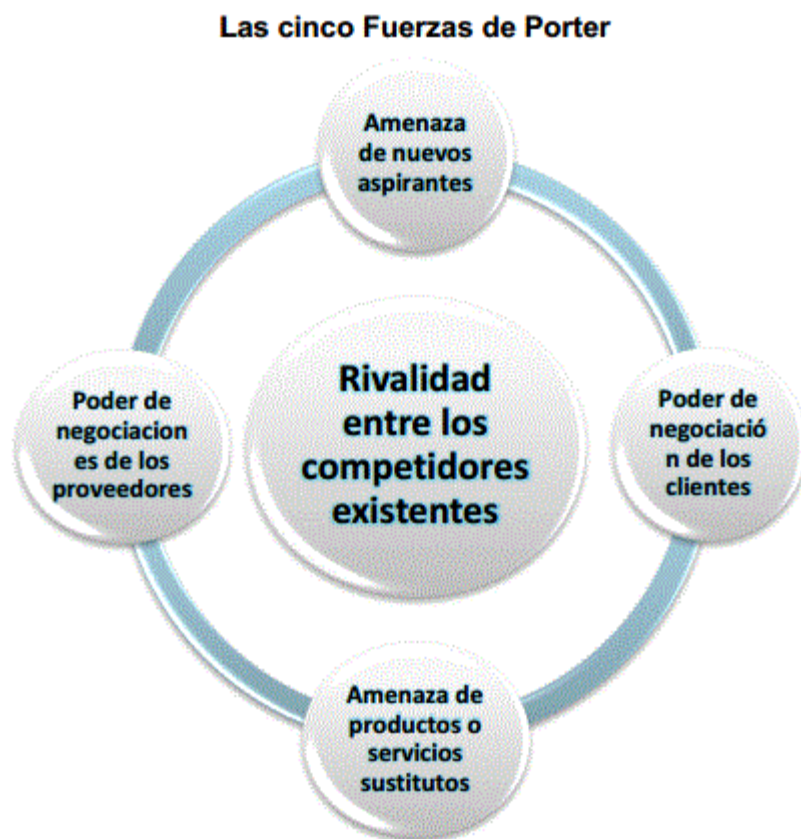 Las cinco Fuerzas de Porter
Amenaza
de nuevos
aspirantes
Poder de
negociacion
es de los
proveedores
Rivalidad
entre los
competidores
existentes
Poder de
negociació
n de los
clientes
Amenaza de
productos o
servicios
sustitutos